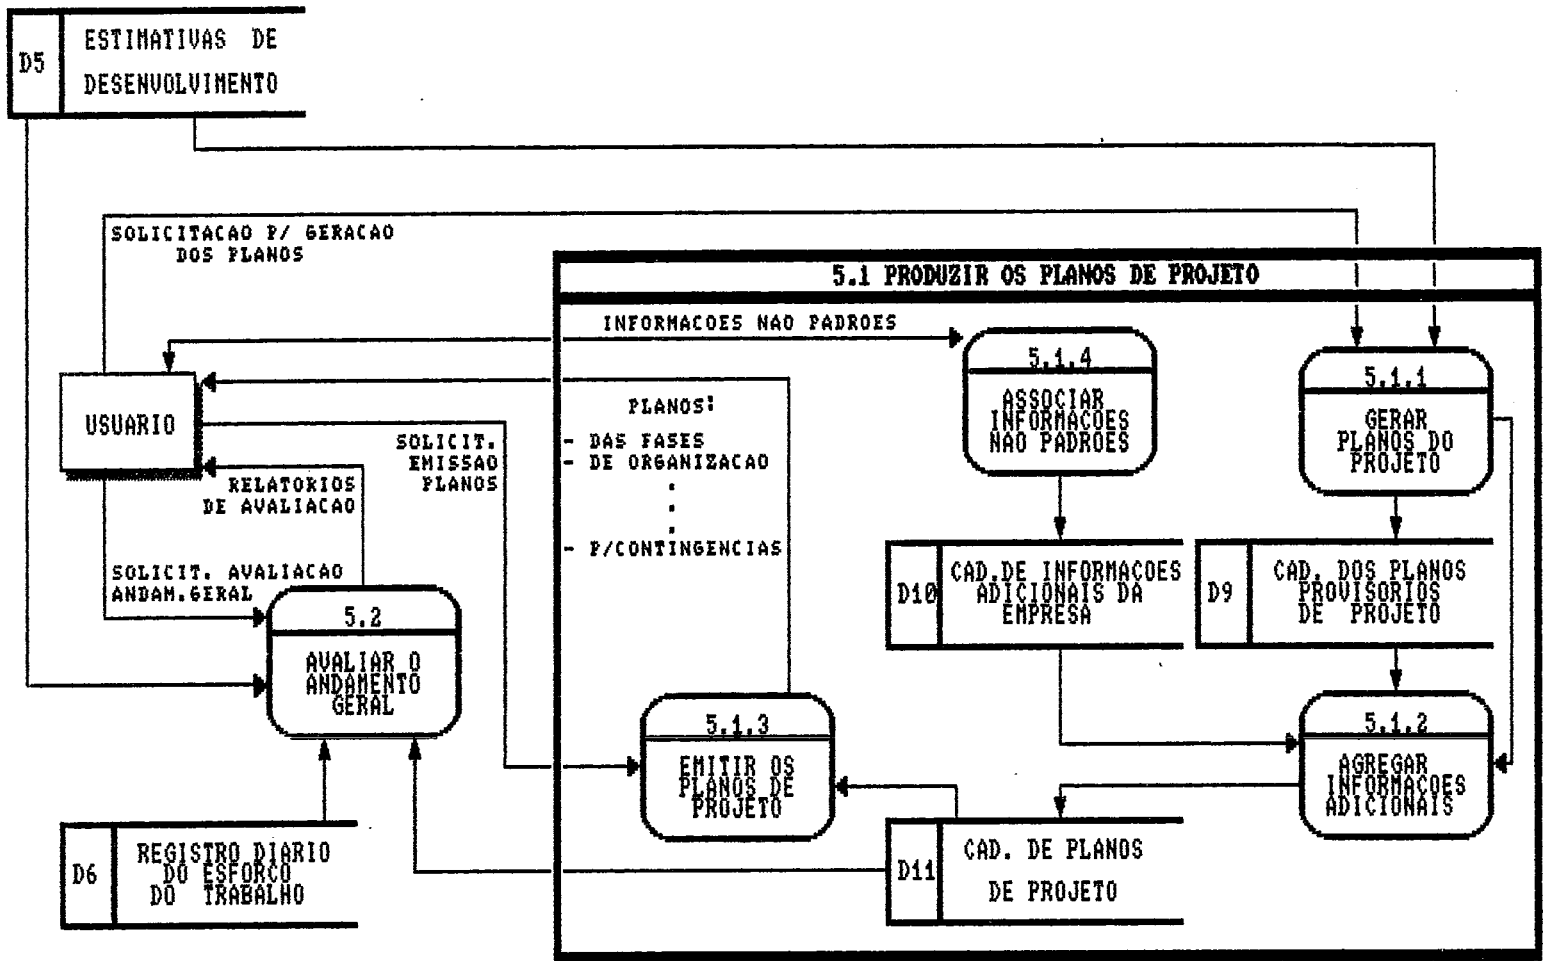 D5
ESTIMATIVAS DE
DESENVOLVIMENTO
SOLICITACAO P/ GERACAO
DOS PLANOS
5.1 PRODUZIR OS PLANOS DE PROJETO
INFORMACOES NAO PADROES
5.1.4
ASSOCIAR
INFORMACOES
NAO PADROES
5.1.1
GERAR
PLANOS DO
PROJETO
USUARIO
SOLICIT.
EMISSAO
PLANOS
PLANOS:
- DAS FASES
- DE ORGANIZACAO
.
.
.
- P/CONTINGENCIAS
RELATORIOS
DE AVALIACAO
SOLICIT. AVALIACAO
ANDAM.GERAL
5.2
AVALIAR O
ANDAMENTO
GERAL
D10
CAD.DE INFORMACOES
ADICIONAIS DA
EMPRESA
D9
CAD. DOS PLANOS
PROVISORIOS
DE PROJETO
5.1.3
EMITIR OS
PLANOS DE
PROJETO
5.1.2
AGREGAR
INFORMACOES
ADICIONAIS
D6
REGISTRO DIARIO
DO ESFORCO
DO TRABALHO
D11
CAD. DE PLANOS
DE PROJETO